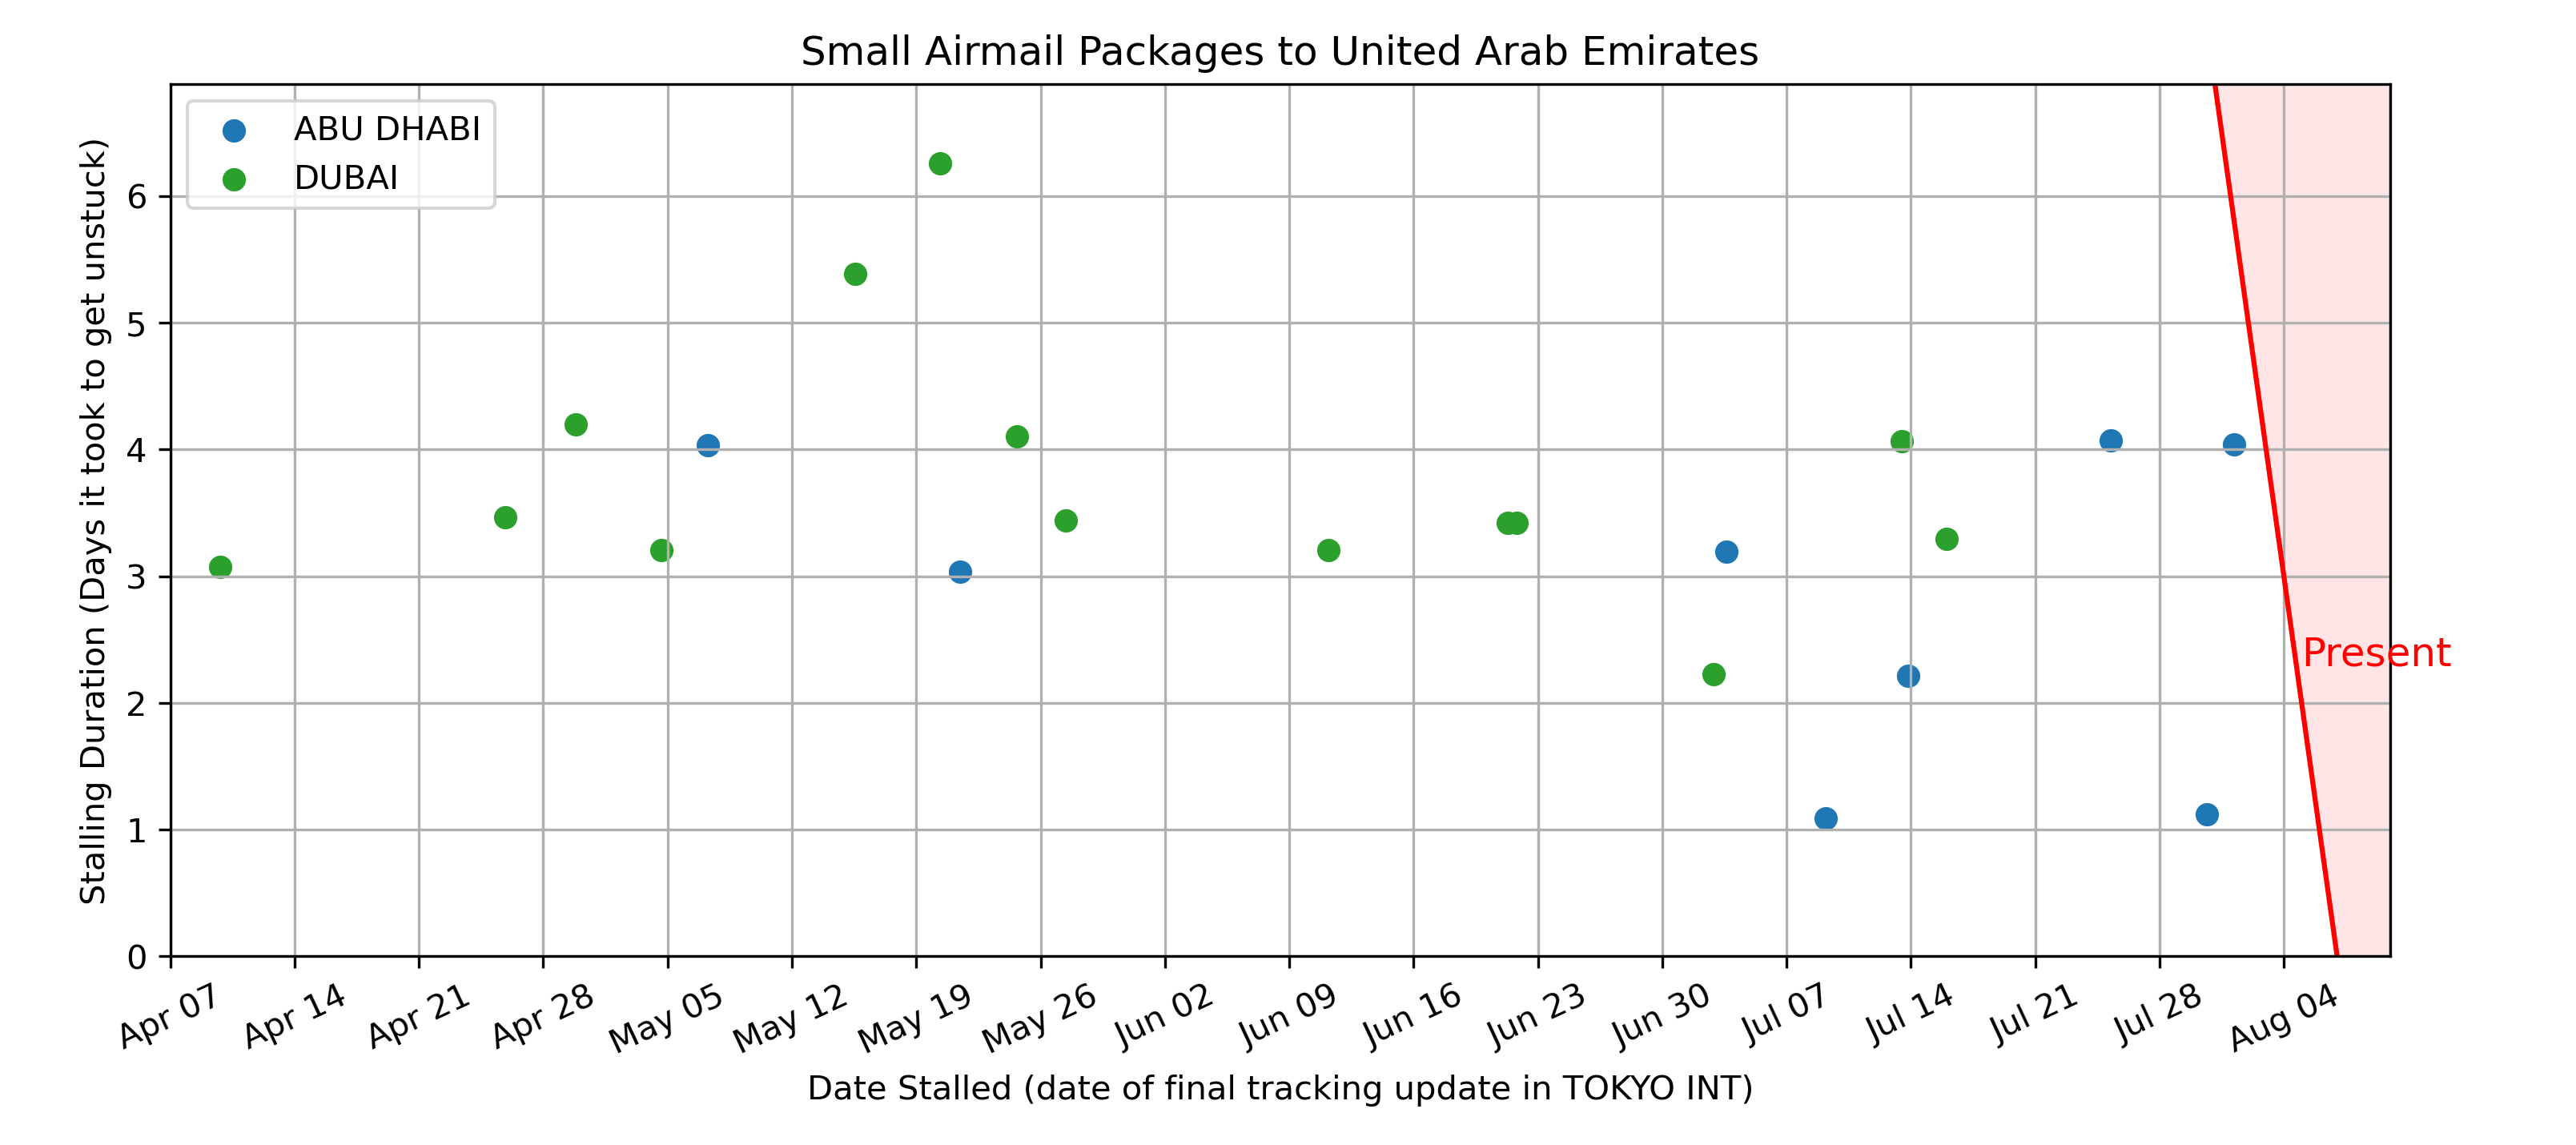 Small Airmail Packages to United Arab Emirates
ABU DHABI
DUBAI
Stalling Duration (Days it took to get unstuck)
6
5
4
3
2
1
0
Present
Apr 07
Apr 14
Apr 21
Apr 28
May 05
May 12
May 19
May 26
Jun 02
Jun 09
Jun 16
Jun 23
Jun 30
Jul 07
Jul 14
Jul 21
Jul 28
Aug 04
Date Stalled (date of final tracking update in TOKYO INT)